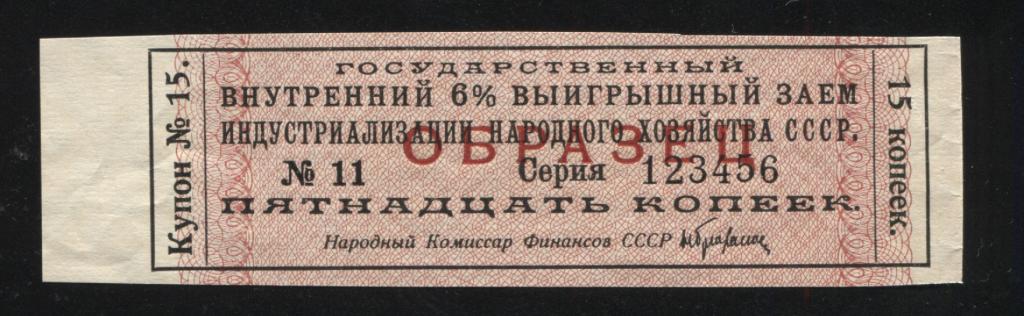 Купон № 15.
ГОСУДАРСТВЕННЫЙ
ВНУТРЕННИЙ 6% ВЫИГРЫШНЫЙ ЗАЕМ
ИНДУСТРИАЛИЗАЦИИ НАРОДНОГО ХОЗЯЙСТВА СССР.
ОБРАЗЕЦ
№ 11 Серия 123456
ПЯТНАДЦАТЬ КОПЕЕК.
Народный Комиссар Финансов СССР
15 копеек.